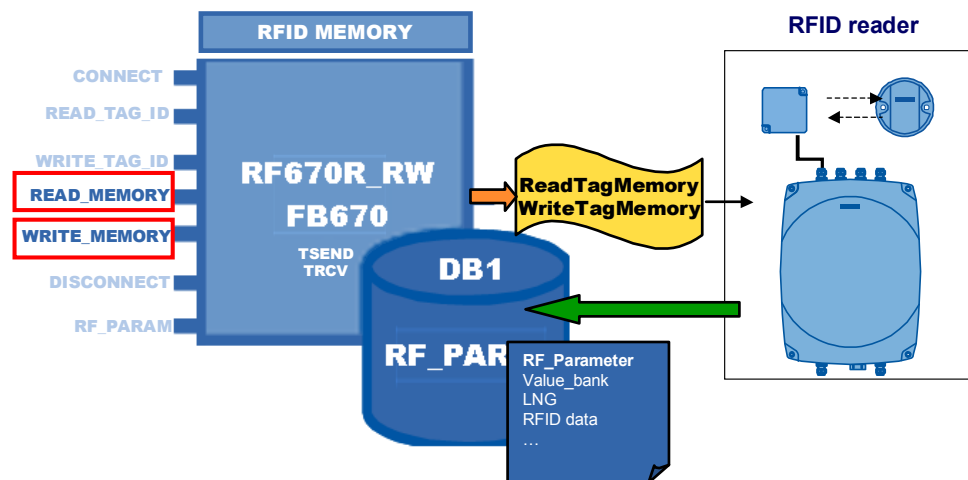 RFID MEMORY
RFID reader
CONNECT
READ_TAG_ID
WRITE_TAG_ID
READ_MEMORY
WRITE_MEMORY
DISCONNECT
RF_PARAM
RF670R_RW
FB670
TSEND
TRCV
ReadTagMemory
WriteTagMemory
DB1
RF_PAR
RF_Parameter
Value_bank
LNG
RFID data
…